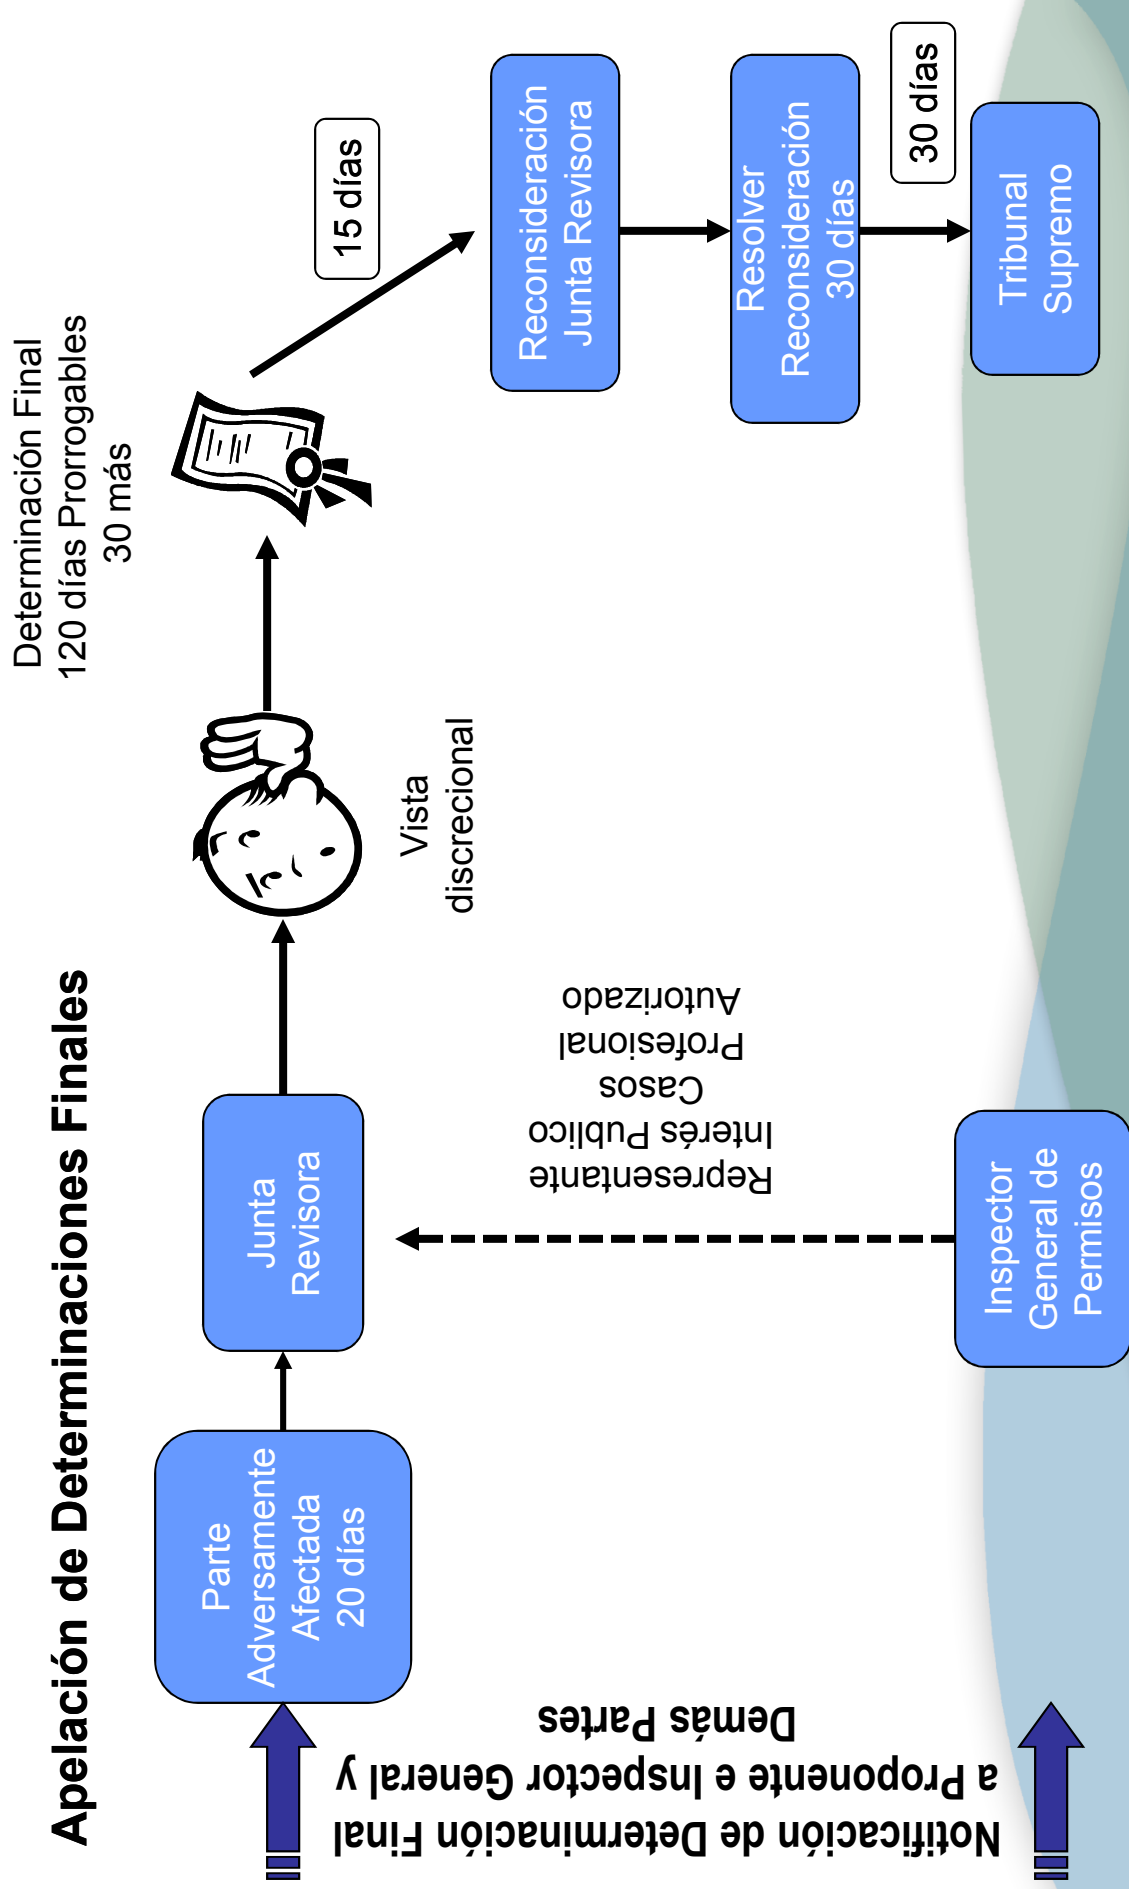 Apelación de Determinaciones Finales
Notificación de Determinación Final
a Proponente e Inspector General y
Demás Partes
Parte
Adversamente
Afectada
20 días
Junta
Revisora
Vista
discrecional
Determinación Final
120 días Prorrogables
30 más
15 días
Reconsideración
Junta Revisora
Resolver
Reconsideración
30 días
30 días
Tribunal
Supremo
Inspector
General de
Permisos
Representante
Interés Publico
Casos
Profesional
Autorizado